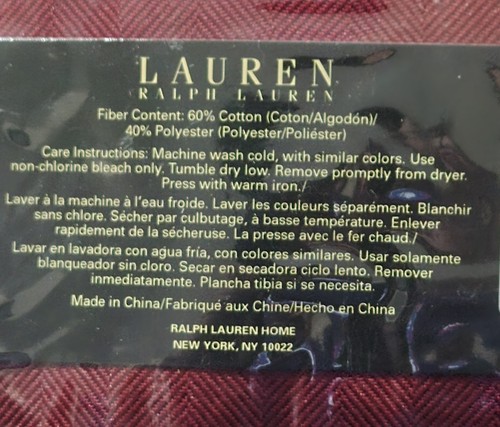 LAUREN
RALPH LAUREN
Fiber Content: 60% Cotton (Coton/Algodón)/
40% Polyester (Polyester/Poliéster)
Care Instructions: Machine wash cold, with similar colors. Use
non-chlorine bleach only. Tumble dry low. Remove promptly from dryer.
Press with warm iron./
Laver à la machine à l'eau froide. Laver les couleurs séparément. Blanchir
sans chlore. Sécher par culbutage, à basse température. Enlever
rapidement de la sécheruse. La presse avec le fer chaud./
Lavar en lavadora con agua fría, con colores similares. Usar solamente
blanqueador sin cloro. Secar en secadora ciclo lento. Remover
inmediatamente. Plancha tibia si se necesita.
Made in China/Fabriqué aux Chine/Hecho en China
RALPH LAUREN HOME
NEW YORK, NY 10022